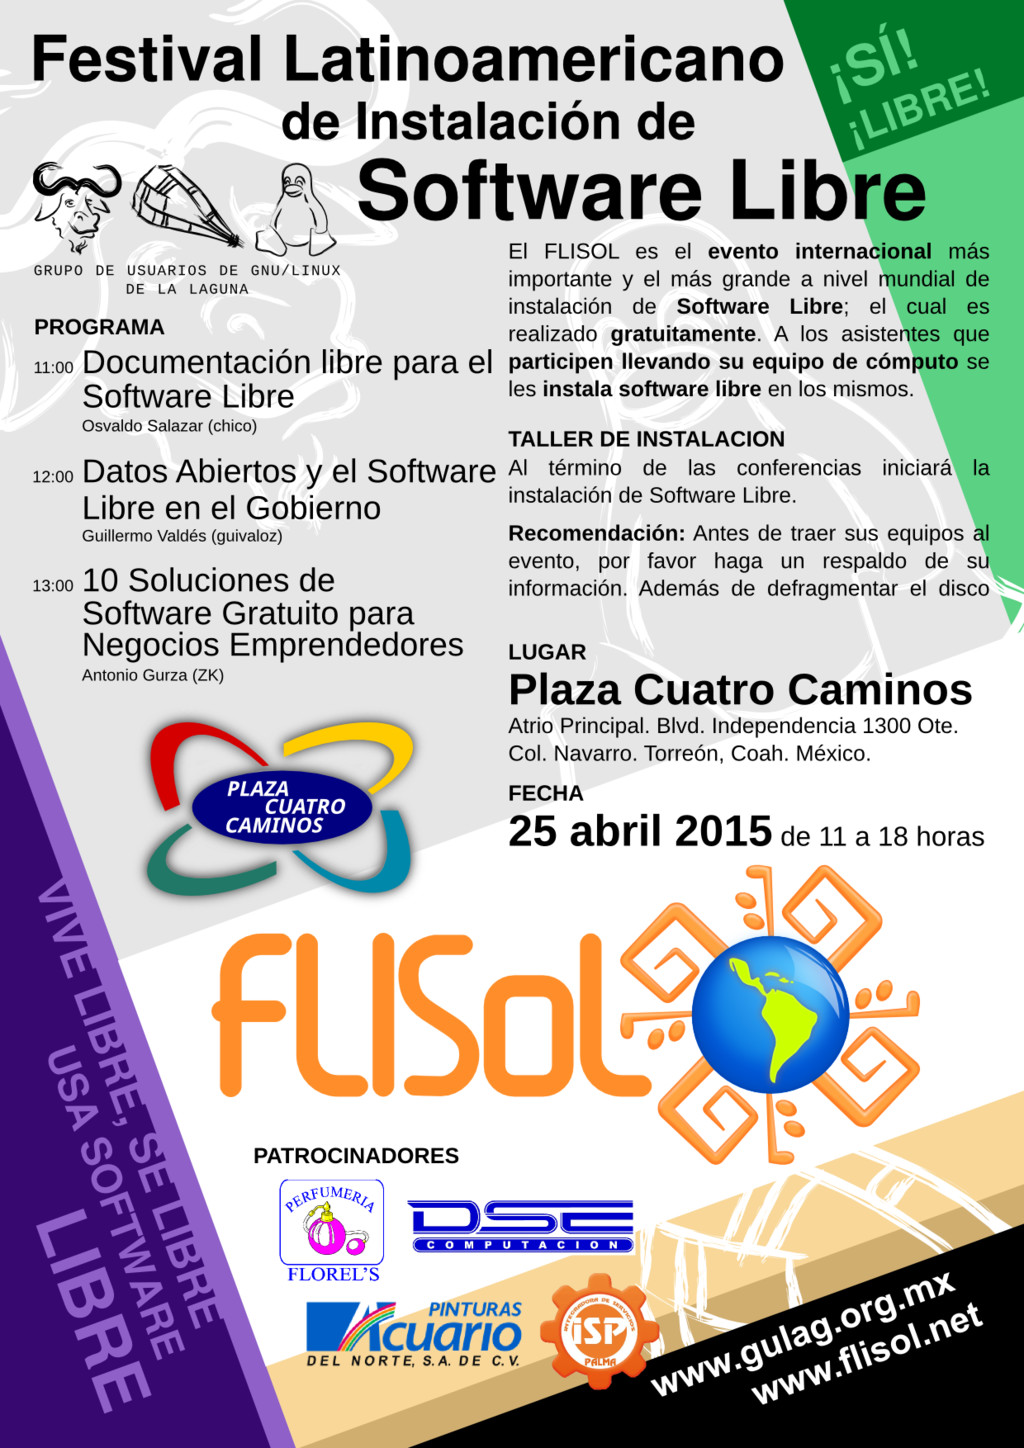 Festival Latinoamericano
de Instalación de
Software Libre
¡SÍ!
¡LIBRE!
GRUPO DE USUARIOS DE GNU/LINUX
DE LA LAGUNA
PROGRAMA
11:00 Documentación libre para el
Software Libre
Osvaldo Salazar (chico)
12:00 Datos Abiertos y el Software
Libre en el Gobierno
Guillermo Valdés (guivaloz)
13:00 10 Soluciones de
Software Gratuito para
Negocios Emprendedores
Antonio Gurza (ZK)
El FLISOL es el evento internacional más
importante y el más grande a nivel mundial de
instalación de Software Libre; el cual es
realizado gratuitamente. A los asistentes que
participen llevando su equipo de cómputo se
les instala software libre en los mismos.
TALLER DE INSTALACION
Al término de las conferencias iniciará la
instalación de Software Libre.
Recomendación: Antes de traer sus equipos al
evento, por favor haga un respaldo de su
información. Además de defragmentar el disco
LUGAR
Plaza Cuatro Caminos
Atrio Principal. Blvd. Independencia 1300 Ote.
Col. Navarro. Torreón, Coah. México.
FECHA
25 abril 2015 de 11 a 18 horas
PLAZA
CUATRO
CAMINOS
VIVE LIBRE, SE LIBRE
USA SOFTWARE
LIBRE
FLISOL
PATROCINADORES
PERFUMERIA
FLOREL'S
DSE
COMPUTACION
PINTURAS
Acuario
DEL NORTE, S.A. DE C.V.
INTEGRADORA DE SERVICIOS
iSP
PALMA
www.gulag.org.mx
www.flisol.net